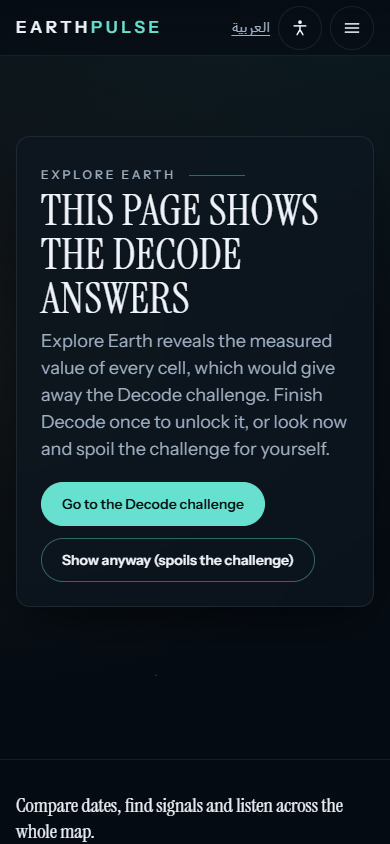 EARTHPULSE
العربية
EXPLORE EARTH
THIS PAGE SHOWS
THE DECODE
ANSWERS
Explore Earth reveals the measured
value of every cell, which would give
away the Decode challenge. Finish
Decode once to unlock it, or look now
and spoil the challenge for yourself.
Go to the Decode challenge
Show anyway (spoils the challenge)
Compare dates, find signals and listen across the
whole map.